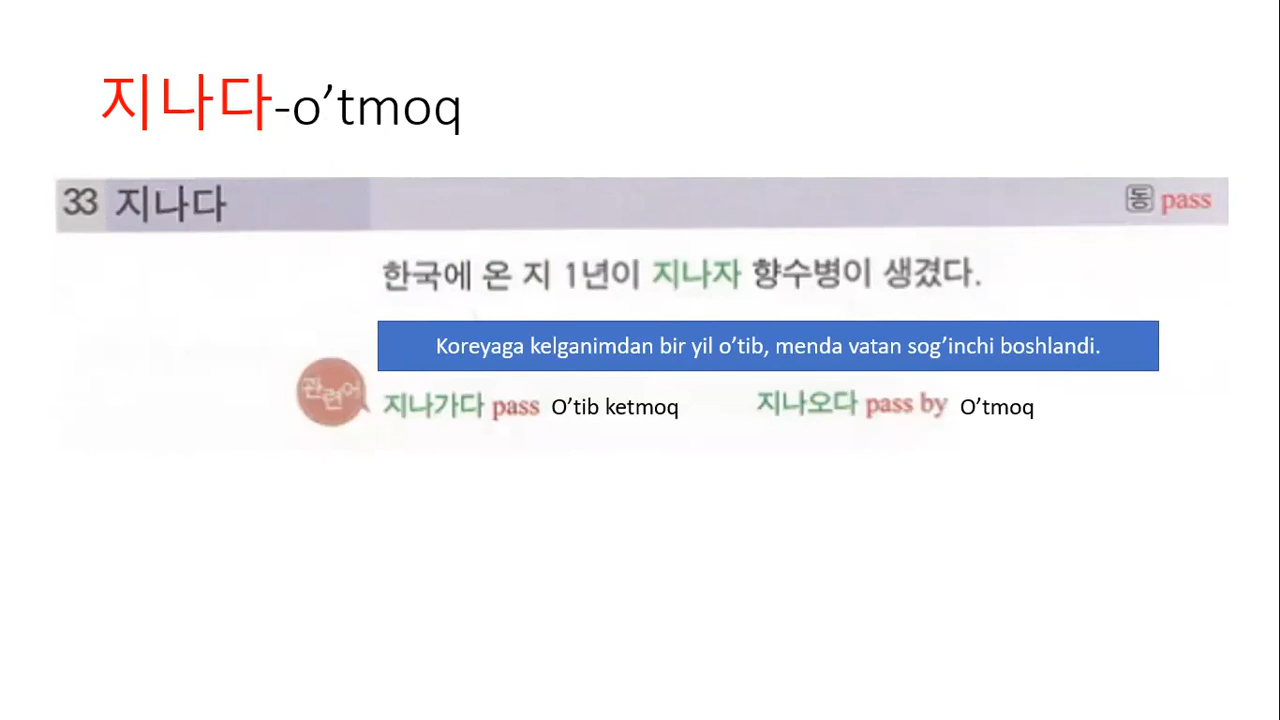 지나다-o’tmoq
33 지나다 동 pass
한국에 온 지 1년이 지나자 향수병이 생겼다.
Koreyaga kelganimdan bir yil o’tib, menda vatan sog’inchi boshlandi.
관련어 지나가다 pass O’tib ketmoq 지나오다 pass by O’tmoq